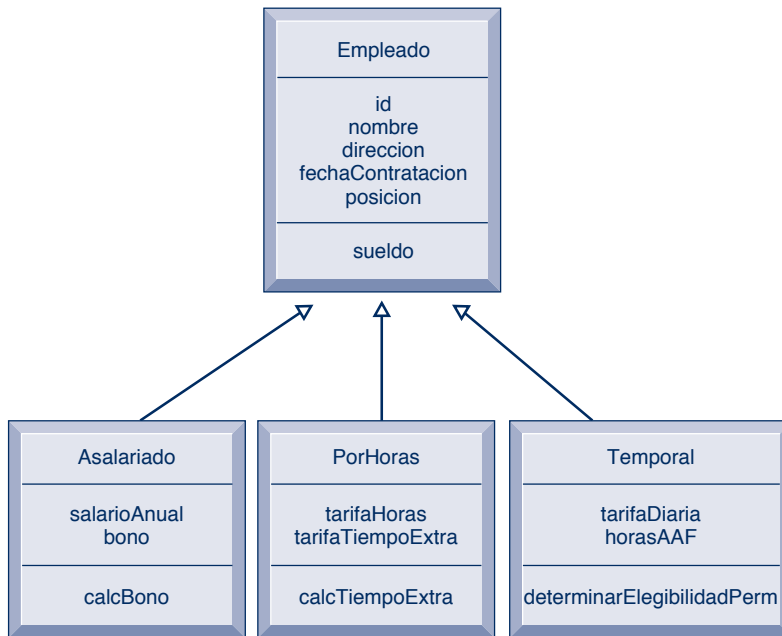 Empleado
id
nombre
direccion
fechaContratacion
posicion
sueldo
Asalariado
salarioAnual
bono
calcBono
PorHoras
tarifaHoras
tarifaTiempoExtra
calcTiempoExtra
Temporal
tarifaDiaria
horasAAF
determinarElegibilidadPerm